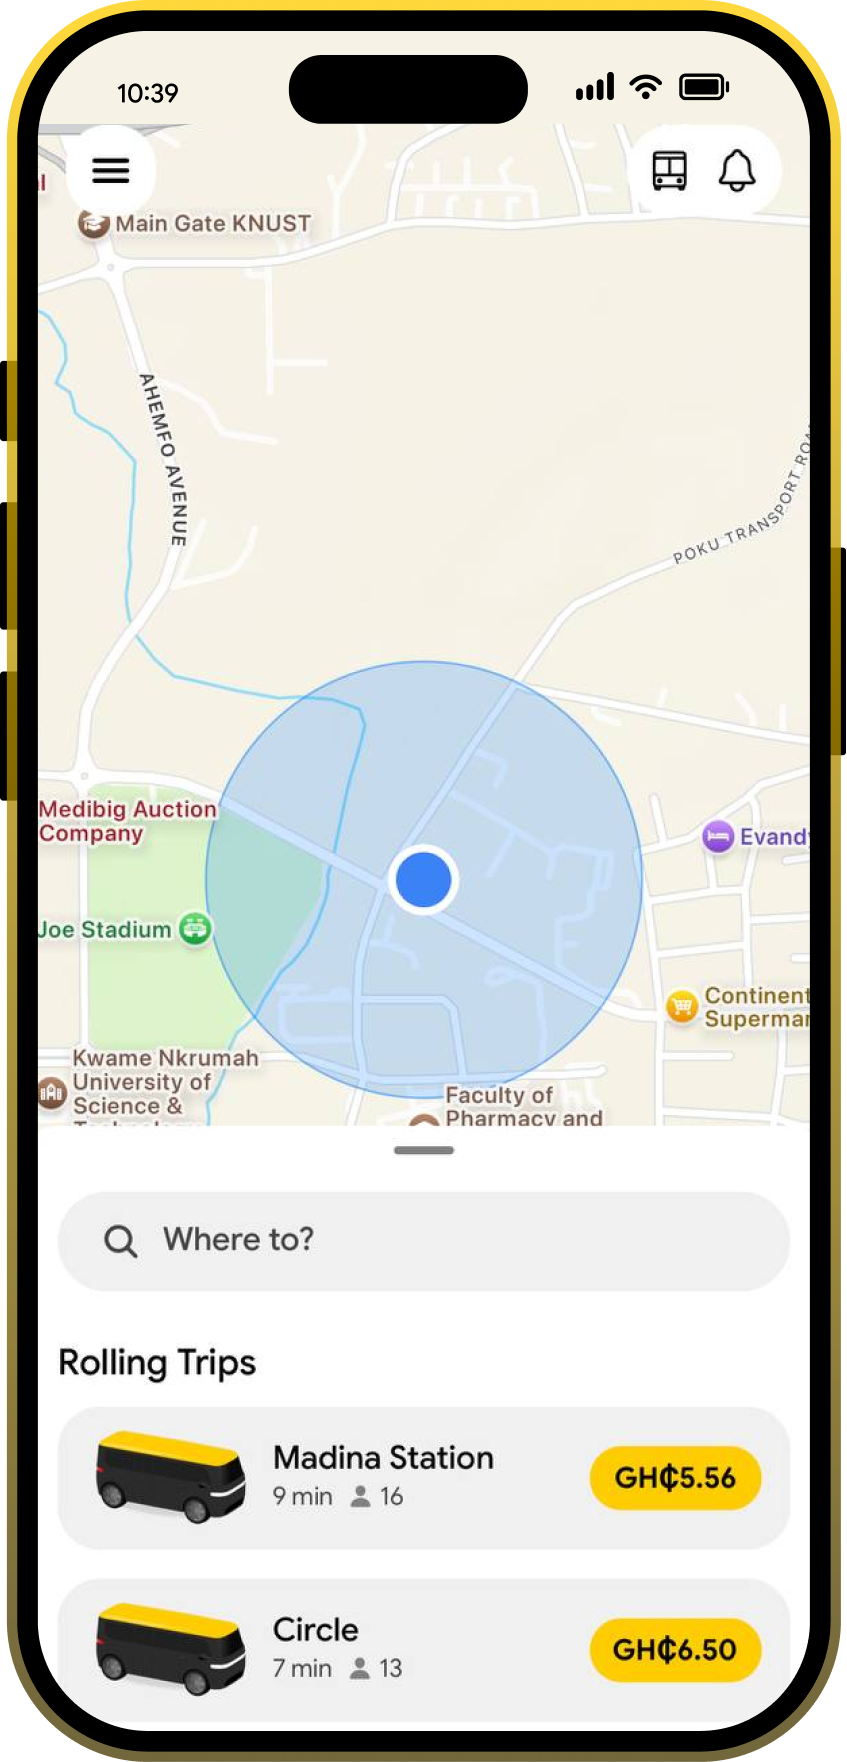 10:39
Main Gate KNUST
AHEMFO AVENUE
POKU TRANSPORT
Medibig Auction
Company
Joe Stadium
Continent
Kwame Nkrumah
University of
Science &
Faculty of
Pharmacy and
Where to?
Rolling Trips
Madina Station
9 min 16
GH₵5.56
Circle
7 min 13
GH₵6.50